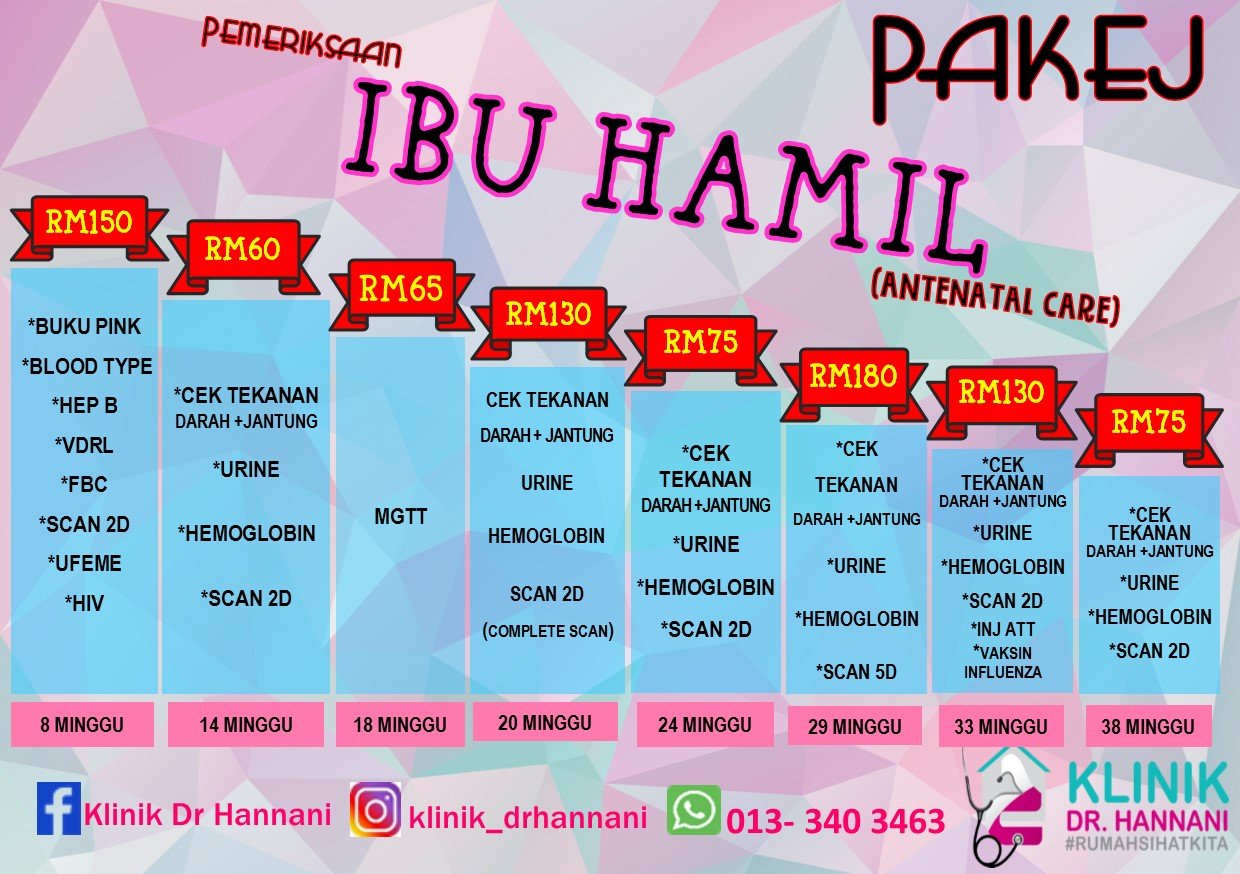 PEMERIKSAAN
PAKEJ
IBU HAMIL
(ANTENATAL CARE)
RM150
*BUKU PINK
*BLOOD TYPE
*HEP B
*VDRL
*FBC
*SCAN 2D
*UFEME
*HIV
8 MINGGU
RM60
*CEK TEKANAN
DARAH +JANTUNG
*URINE
*HEMOGLOBIN
*SCAN 2D
14 MINGGU
RM65
MGTT
18 MINGGU
RM130
CEK TEKANAN
DARAH + JANTUNG
URINE
HEMOGLOBIN
SCAN 2D
(COMPLETE SCAN)
20 MINGGU
RM75
*CEK
TEKANAN
DARAH +JANTUNG
*URINE
*HEMOGLOBIN
*SCAN 2D
24 MINGGU
RM180
*CEK
TEKANAN
DARAH +JANTUNG
*URINE
*HEMOGLOBIN
*SCAN 5D
29 MINGGU
RM130
*CEK
TEKANAN
DARAH +JANTUNG
*URINE
*HEMOGLOBIN
*SCAN 2D
*INJ ATT
*VAKSIN
INFLUENZA
33 MINGGU
RM75
*CEK
TEKANAN
DARAH +JANTUNG
*URINE
*HEMOGLOBIN
*SCAN 2D
38 MINGGU
Klinik Dr Hannani
klinik_drhannani
013- 340 3463
KLINIK
DR. HANNANI
#RUMAHSIHATKITA